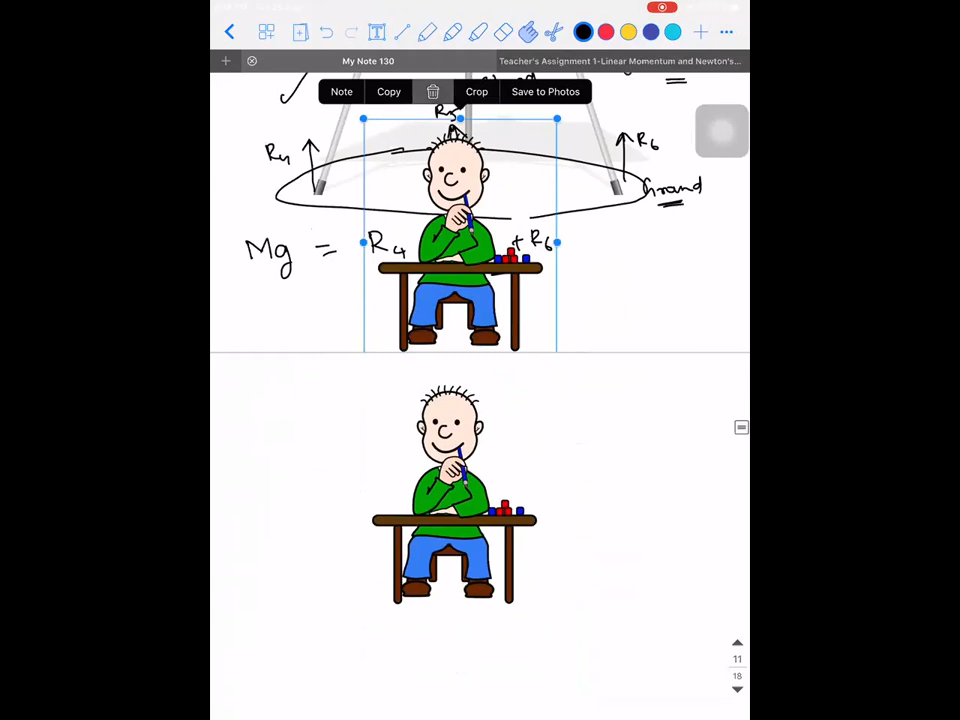 My Note 130
Teacher's Assignment 1-Linear Momentum and Newton's...
Note Copy Crop Save to Photos
R5
R4
R6
Ground
Mg = R4 + R6
11
18